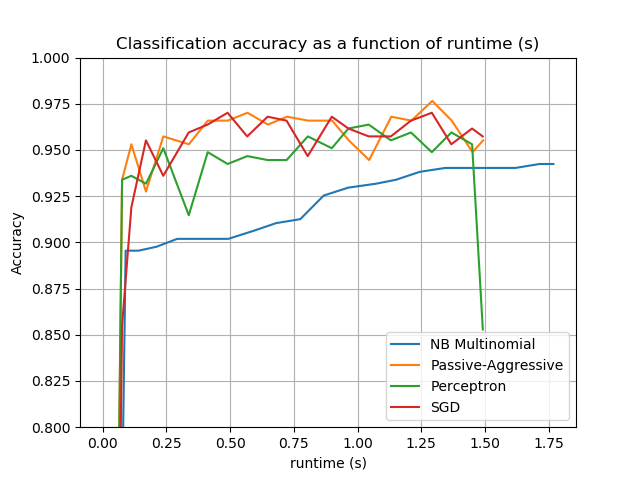 Classification accuracy as a function of runtime (s)
1.000
0.975
0.950
0.925
0.900
0.875
0.850
0.825
0.800
Accuracy
NB Multinomial
Passive-Aggressive
Perceptron
SGD
0.00 0.25 0.50 0.75 1.00 1.25 1.50 1.75
runtime (s)